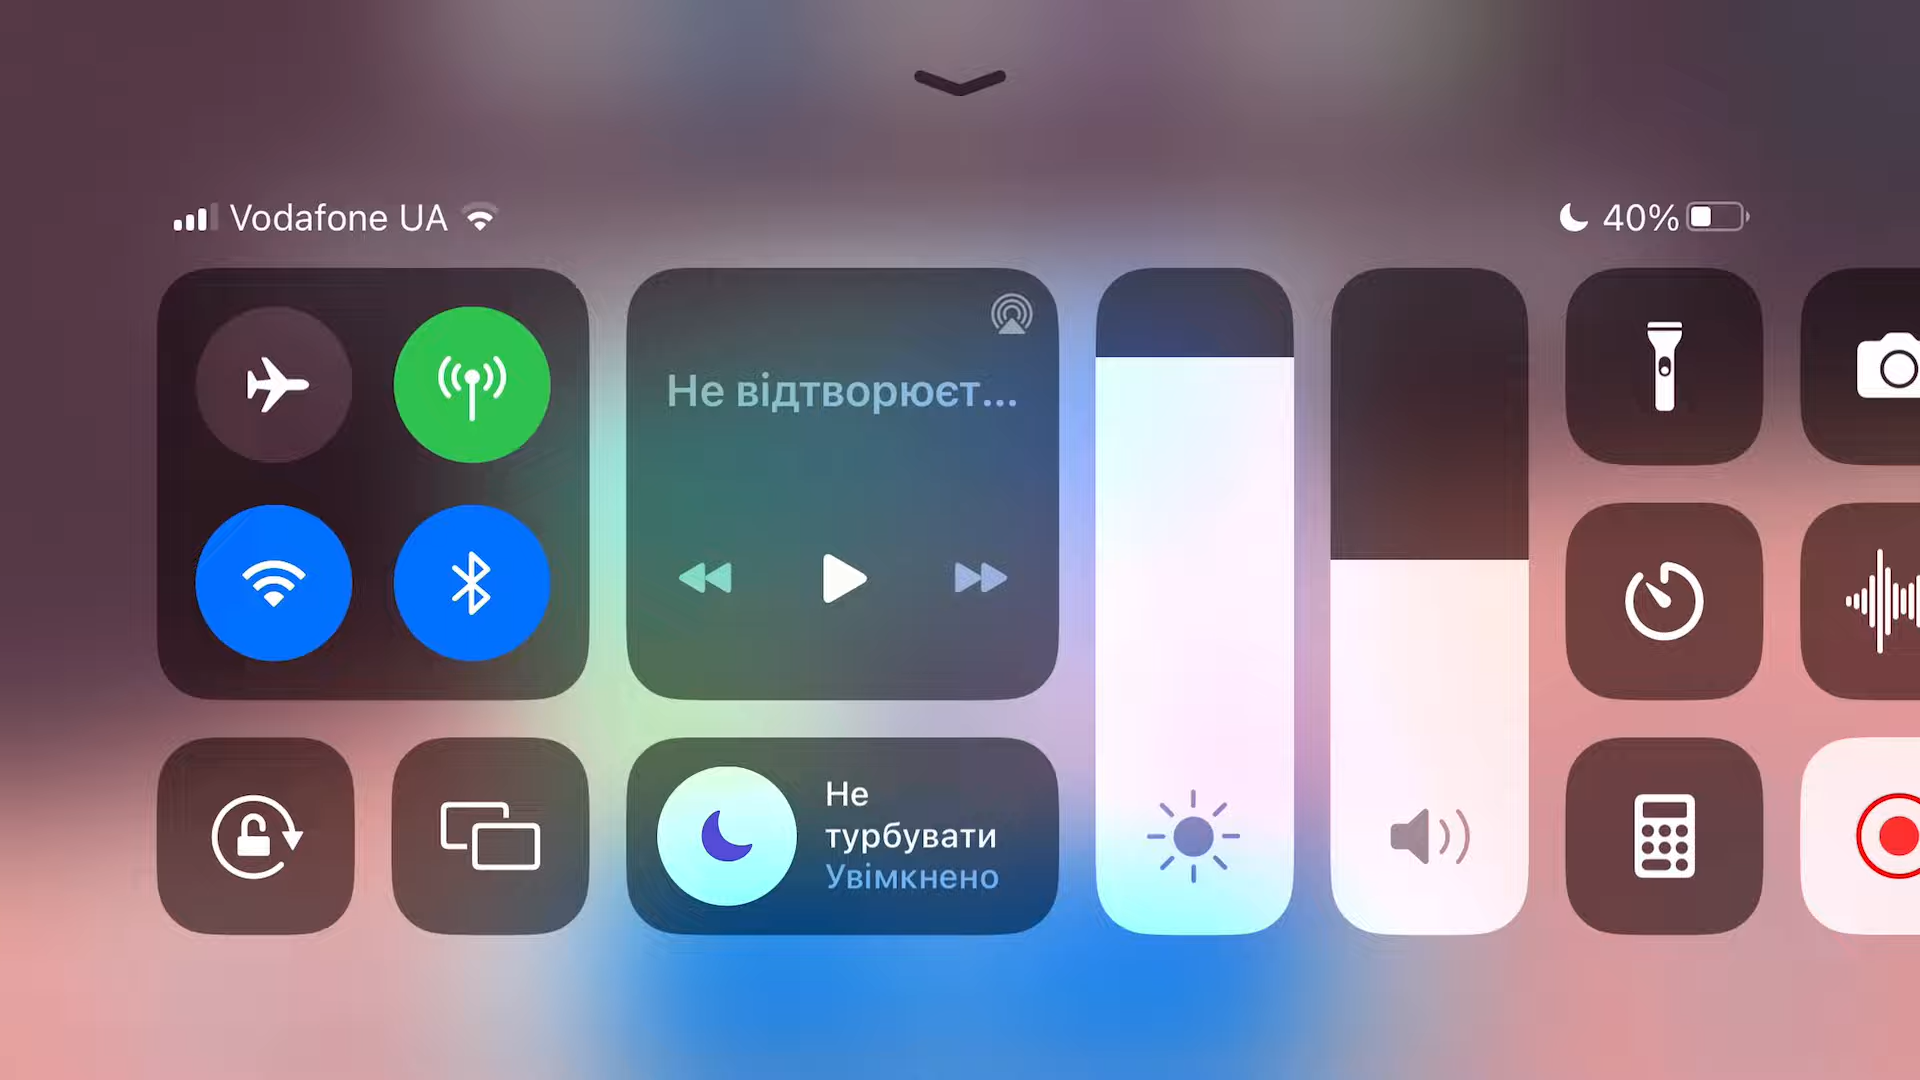 Vodafone UA
40%
Не відтворюєт...
Не
турбувати
Увімкнено